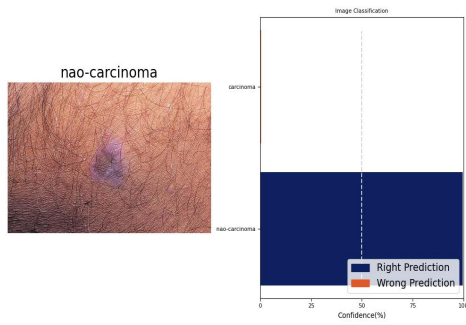 nao-carcinoma
Image Classification
carcinoma
nao-carcinoma
Right Prediction
Wrong Prediction
0
25
50
75
100
Confidence(%)